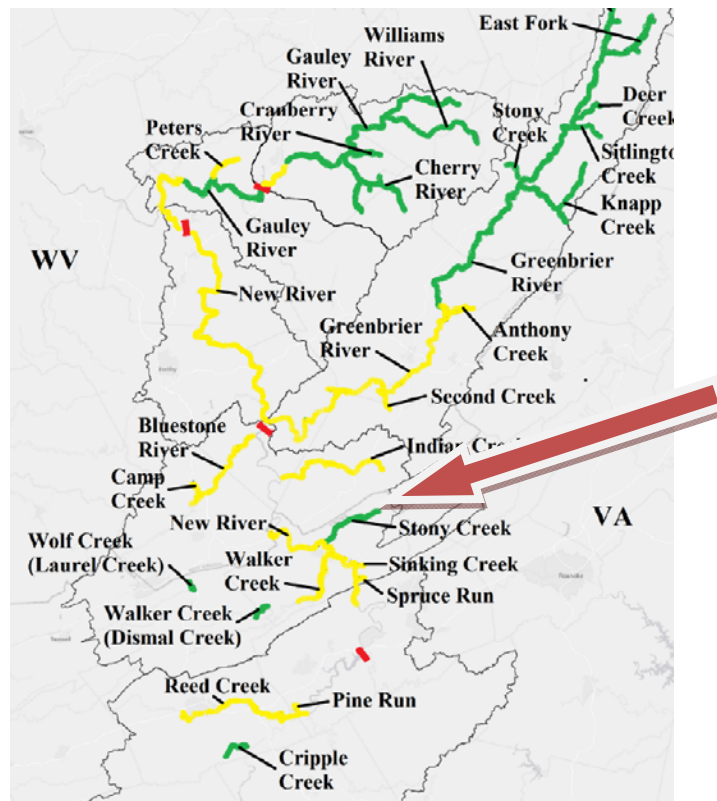 East Fork
Williams
River
Gauley
River
Cranberry
River
Peters
Creek
Stony
Creek
Deer
Creek
Cherry
River
Sitlingto
Creek
Knapp
Creek
Gauley
River
WV
New River
Greenbrier
River
Greenbrier
River
Anthony
Creek
Second Creek
Bluestone
River
Indian
Camp
Creek
New River
Stony Creek
VA
Wolf Creek
(Laurel Creek)
Walker
Creek
Sinking Creek
Spruce Run
Walker Creek
(Dismal Creek)
Reed Creek
Pine Run
Cripple
Creek